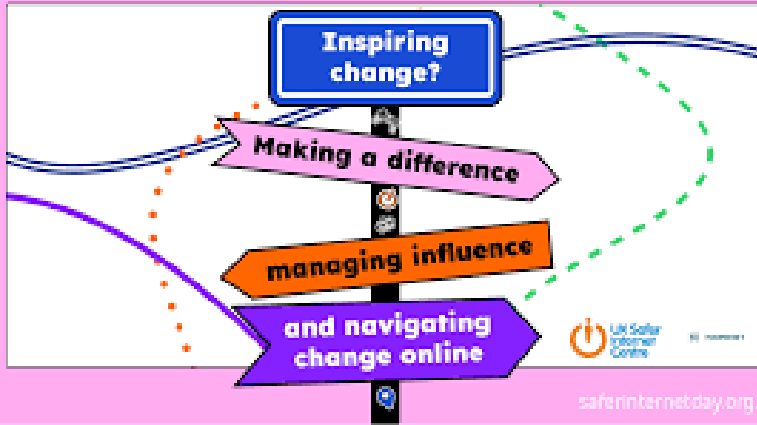 Inspiring
change?
Making a difference
managing influence
and navigating
change online
UK Safer
Internet
Centre
saferinternetday.org